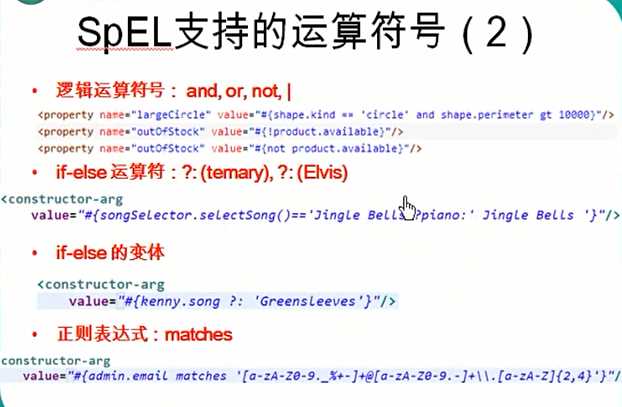 SpEL支持的运算符号（2）
• 逻辑运算符号： and, or, not, |
<property name="largeCircle" value="#{shape.kind == 'circle' and shape.perimeter gt 10000}"/>
<property name="outOfStock" value="#{!product.available}"/>
<property name="outOfStock" value="#{not product.available}"/>
• if-else 运算符 : ?: (temary), ?: (Elvis)
<constructor-arg
value="#{songSelector.selectSong()=='Jingle Bells ?piano:' Jingle Bells '}"/>
• if-else 的变体
<constructor-arg
value="#{kenny.song ?: 'Greensleeves'}"/>
• 正则表达式 : matches
constructor-arg
value="#{admin.email matches '[a-zA-Z0-9._%+-]+@[a-zA-Z0-9.-]+\\.[a-zA-Z]{2,4}'}"/